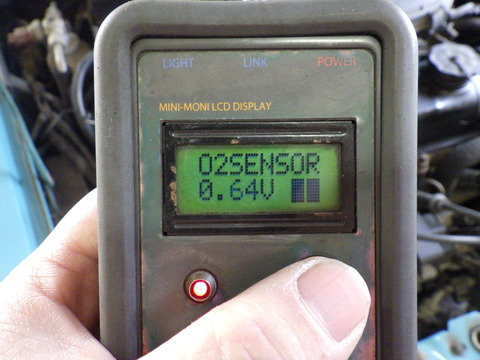 LIGHT LINK POWER
MINI-MONI LCD DISPLAY
O2SENSOR
0.64V